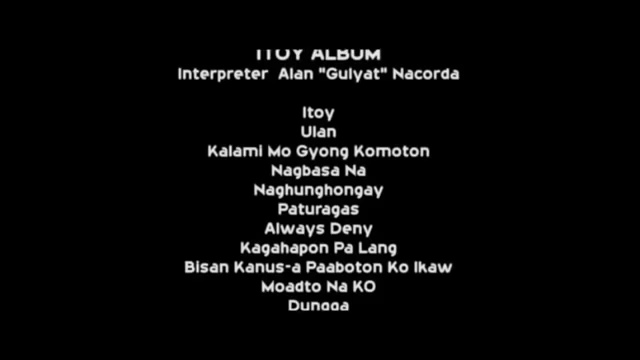 ITOY ALBUM
Interpreter Alan "Gulyat" Nacorda
Itoy
Ulan
Kalami Mo Gyong Komoton
Nagbasa Na
Naghunghongay
Paturagas
Always Deny
Kagahapon Pa Lang
Bisan Kanus-a Paaboton Ko Ikaw
Moadto Na KO
Dungga